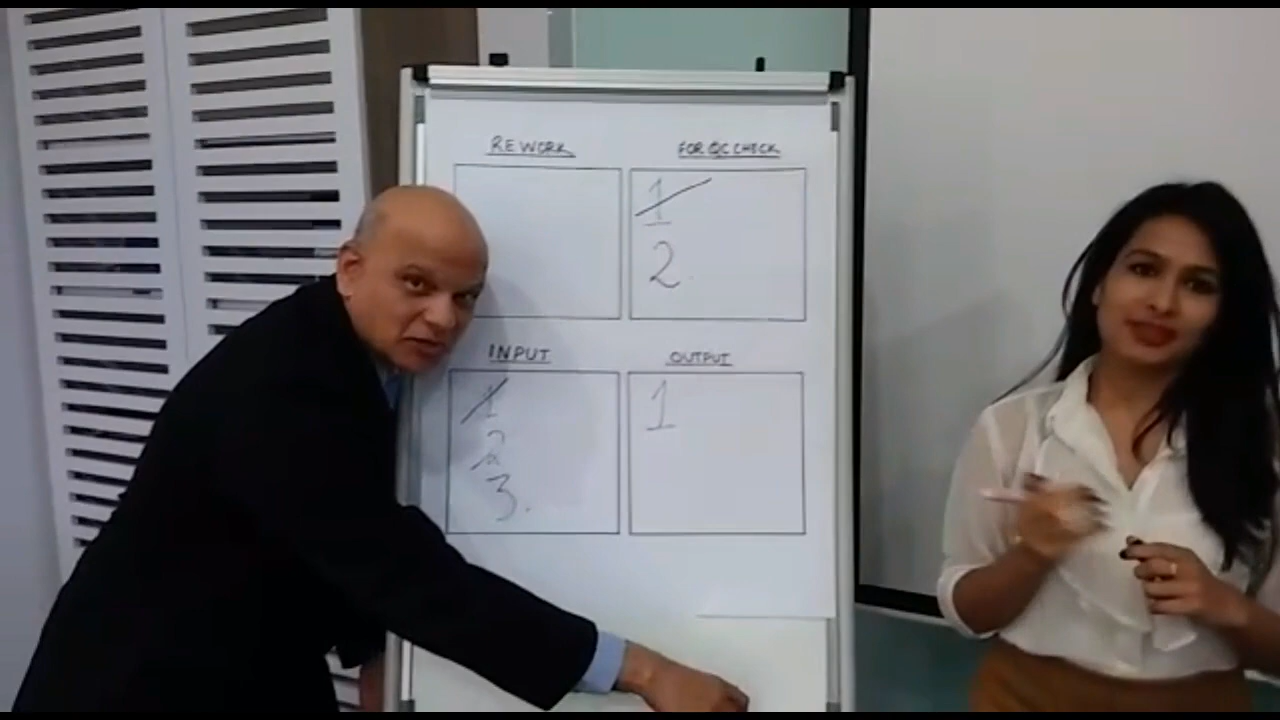 REWORK
FOR QC CHECK
1
2.
INPUT
1
2
3.
OUTPUT
1